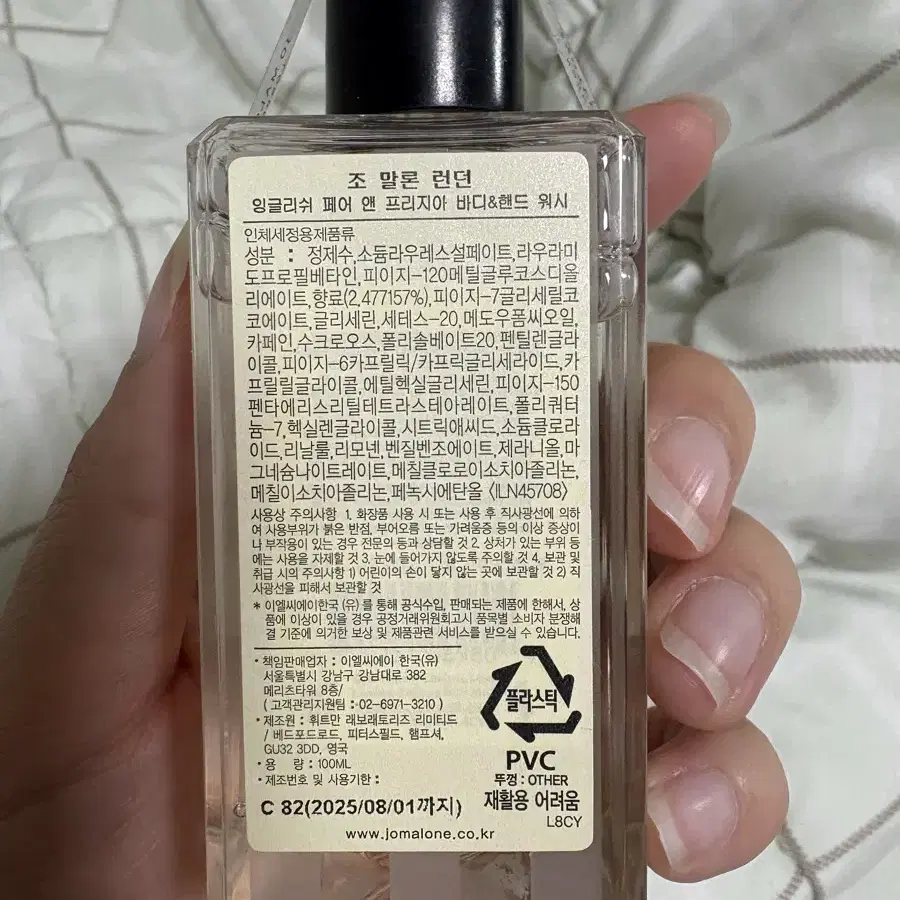 조 말론 런던
잉글리쉬 페어 앤 프리지아 바디&핸드 워시
인체세정용제품류
성분 : 정제수,소듐라우레스설페이트,라우라미
도프로필베타인,피이지-120메틸글루코스디올
리에이트,향료(2.477157%),피이지-7글리세릴코
코에이트,글리세린,세테스-20,메도우폼씨오일,
카페인,수크로오스,폴리솔베이트20,펜틸렌글라
이콜,피이지-6카프릴릭/카프릭글리세라이드,카
프릴릴글라이콜,에틸헥실글리세린,피이지-150
펜타에리스리틸테트라스테아레이트,폴리쿼터
늄-7,헥실렌글라이콜,시트릭애씨드,소듐클로라
이드,리날룰,리모넨,벤질벤조에이트,제라니올,마
그네슘나이트레이트,메칠클로로이소치아졸리논,
메칠이소치아졸리논,페녹시에탄올 <ILN45708>
사용상 주의사항 1. 화장품 사용 시 또는 사용 후 직사광선에 의하
여 사용부위가 붉은 반점, 부어오름 또는 가려움증 등의 이상 증상이
나 부작용이 있는 경우 전문의 등과 상담할 것 2. 상처가 있는 부위 등
에는 사용을 자제할 것 3. 눈에 들어가지 않도록 주의할 것 4. 보관 및
취급 시의 주의사항 1) 어린이의 손이 닿지 않는 곳에 보관할 것 2) 직
사광선을 피해서 보관할 것
* 이엘씨에이한국 (유) 를 통해 공식수입, 판매되는 제품에 한해서, 상
품에 이상이 있을 경우 공정거래위원회고시 품목별 소비자 분쟁해
결 기준에 의거한 보상 및 제품관련 서비스를 받으실 수 있습니다.
• 책임판매업자 : 이엘씨에이 한국(유)
서울특별시 강남구 강남대로 382
메리츠타워 8층/
( 고객관리지원팀 : 02-6971-3210 )
• 제조원 : 휘트만 래보래토리즈 리미티드
/ 베드포드로드, 피터스필드, 햄프셔,
GU32 3DD, 영국
• 용 량 : 100ML
• 제조번호 및 사용기한 :
C 82(2025/08/01까지)
플라스틱
PVC
뚜껑 : OTHER
재활용 어려움
L8CY
www.jomalone.co.kr